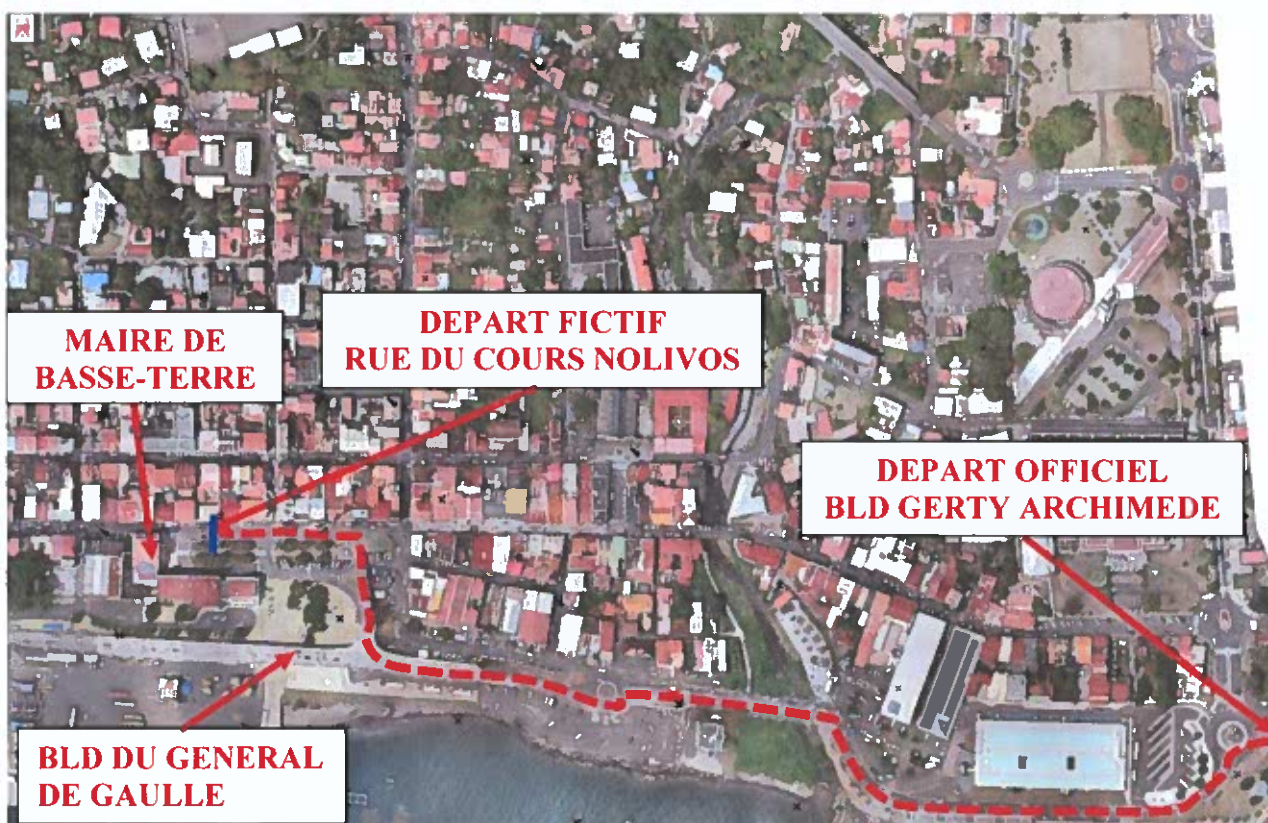 DEPART FICTIF
RUE DU COURS NOLIVOS
MAIRE DE
BASSE-TERRE
DEPART OFFICIEL
BLD GERTY ARCHIMEDE
BLD DU GENERAL
DE GAULLE